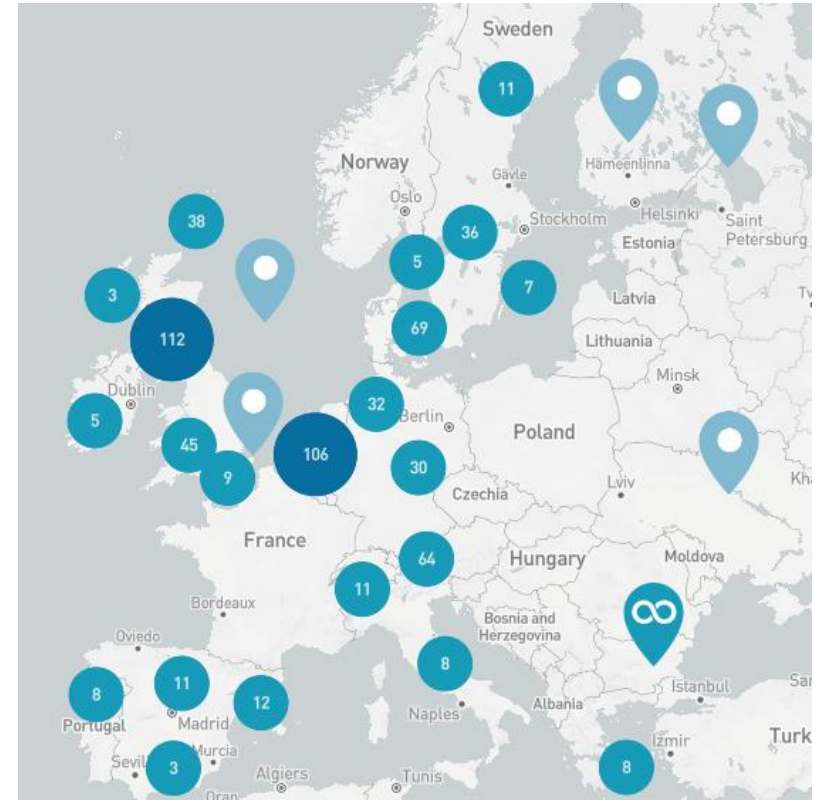 Sweden
11
Norway
Hämeenlinna
Gävle
Oslo
38
Stockholm
Helsinki
Saint
Petersburg
36
Estonia
5
3
7
Latvia
69
112
Lithuania
Minsk
Dublin
32
Berlin
5
Poland
45
106
30
9
Lviv
Czechia
France
64
Hungary
Moldova
11
Bordeaux
Bosnia and
Herzegovina
Oviedo
8
11
8
12
Istanbul
Portugal
Madrid
Naples
Albania
Izmir
Turk
Sevil
Murcia
3
8
Algiers
Tunis
Oran